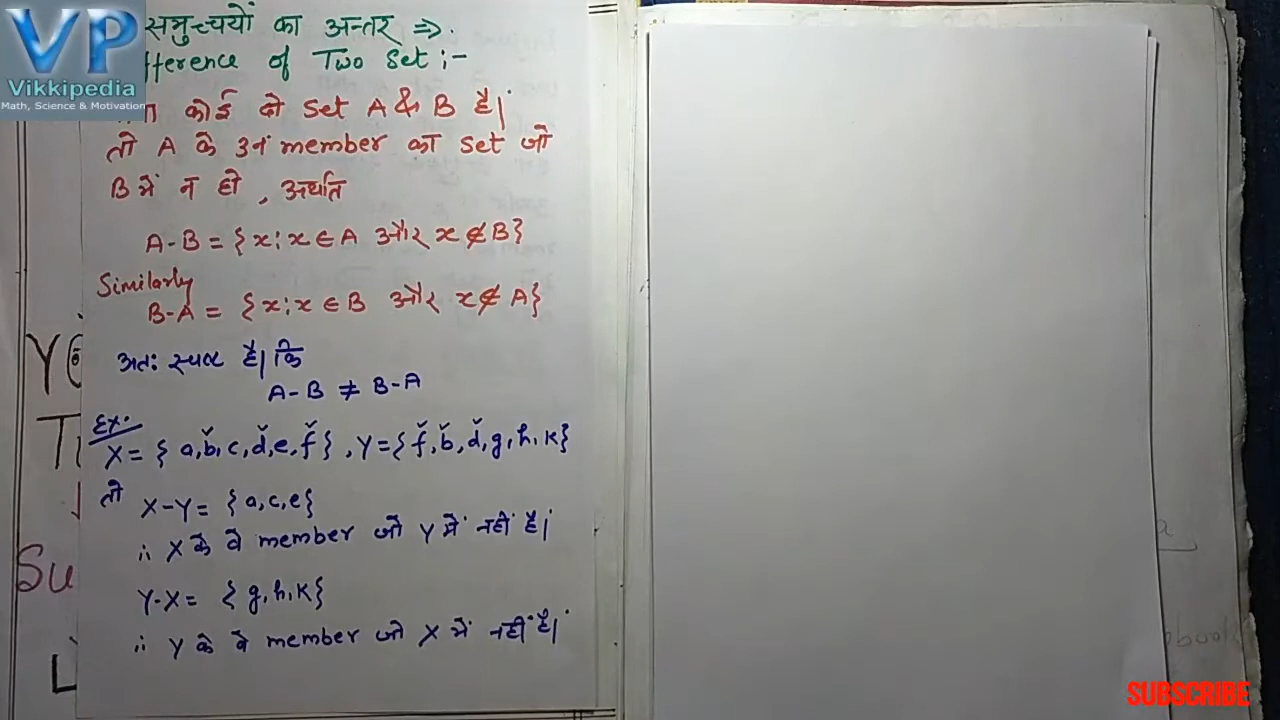 VP
Vikkipedia
Math, Science & Motivation
समुच्चयों का अन्तर ⇒.
fference of Two Set :-
कोई दो Set A & B है|
तो A के उन member का set जो
B में न हो , अर्थात
A-B = {x : x ∈ A और x ∉ B}
Similarly
B-A = {x : x ∈ B और x ∉ A}
अतः स्पष्ट है| कि
A-B ≠ B-A
Ex.
X = { a, b, c, d, e, f } , Y = { f, b, d, g, h, k }
तो X-Y = {a, c, e}
∴ X के वे member जो Y में नहीं है|
Y-X = {g, h, k}
∴ Y के वे member जो X में नहीं है|
Su
SUBSCRIBE